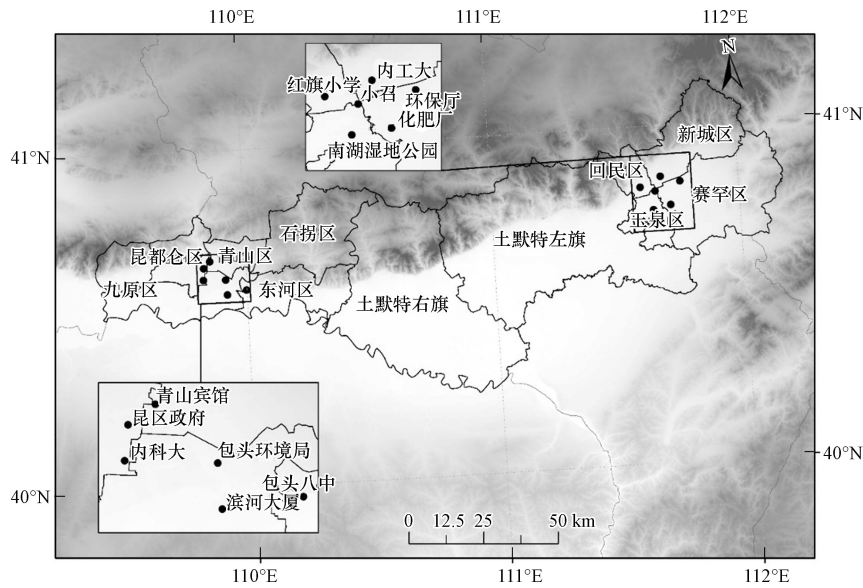 110°E
111°E
112°E
N
内工大
红旗小学
小召
环保厅
化肥厂
南湖湿地公园
41°N
41°N
新城区
回民区
赛罕区
玉泉区
石拐区
土默特左旗
昆都仑区
青山区
九原区
东河区
土默特右旗
青山宾馆
昆区政府
内科大
包头环境局
包头八中
滨河大厦
40°N
40°N
0 12.5 25 50 km
110°E
111°E
112°E